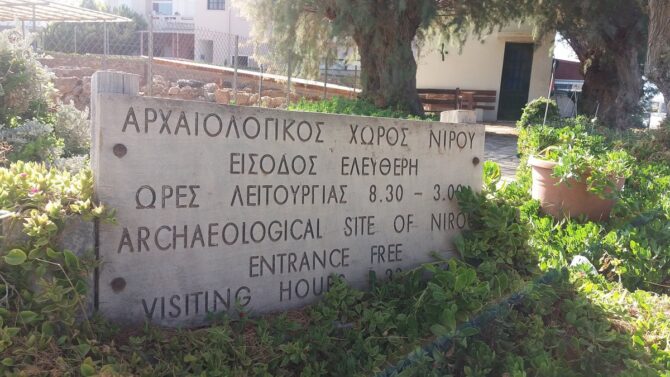 ΑΡΧΑΙΟΛΟΓΙΚΟΣ ΧΩΡΟΣ ΝΙΡΟΥ
ΕΙΣΟΔΟΣ ΕΛΕΥΘΕΡΗ
ΩΡΕΣ ΛΕΙΤΟΥΡΓΙΑΣ 8.30 – 3.00
ARCHAEOLOGICAL SITE OF NIROU
ENTRANCE FREE
VISITING HOURS